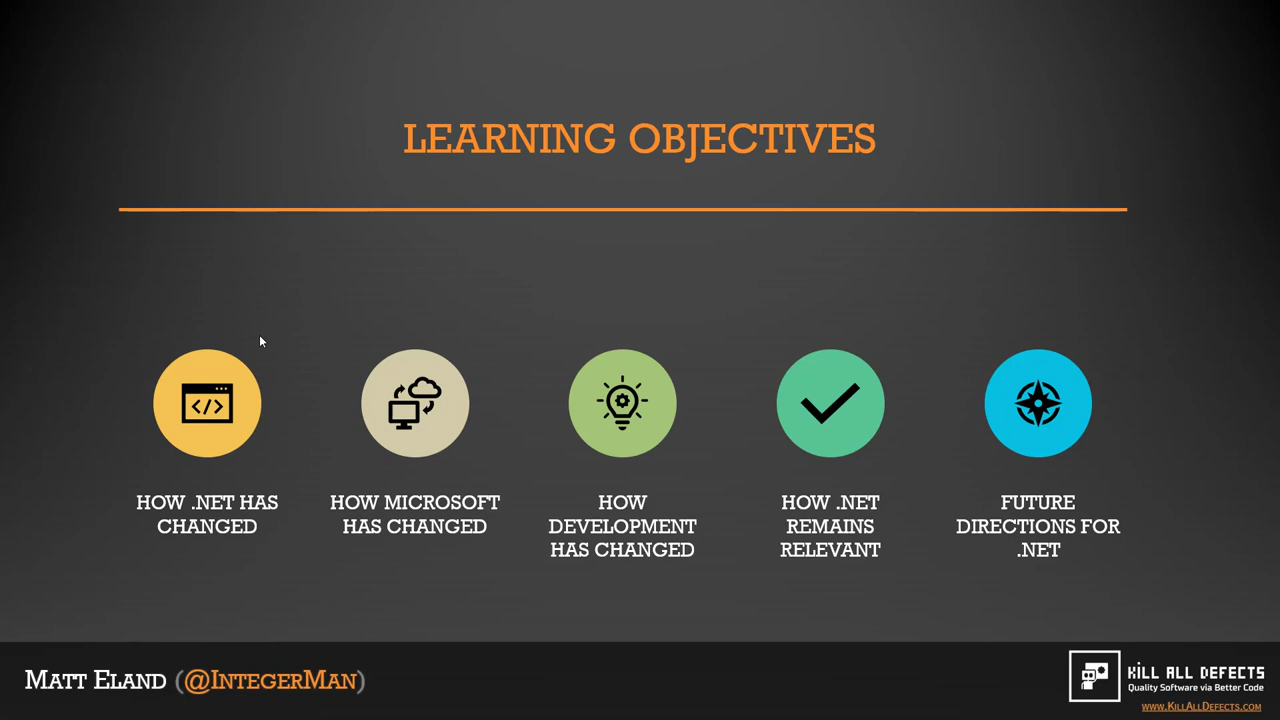 LEARNING OBJECTIVES
</>
HOW .NET HAS
CHANGED
HOW MICROSOFT
HAS CHANGED
HOW
DEVELOPMENT
HAS CHANGED
HOW .NET
REMAINS
RELEVANT
FUTURE
DIRECTIONS FOR
.NET
MATT ELAND (@INTEGERMAN)
KILL ALL DEFECTS
Quality Software via Better Code
WWW.KILLALLDEFECTS.COM